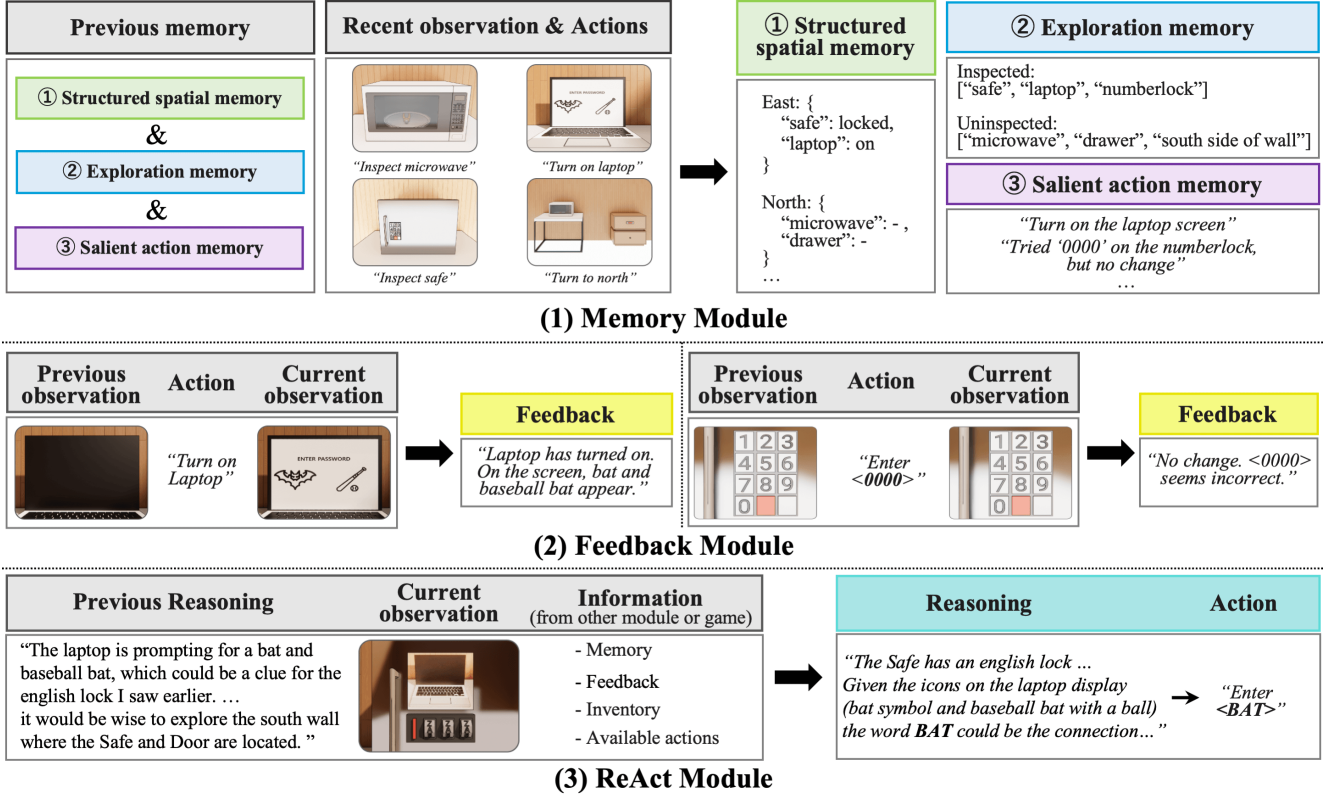 Previous memory
① Structured spatial memory
&
② Exploration memory
&
③ Salient action memory
Recent observation & Actions
ENTER PASSWORD
“Inspect microwave”
“Turn on laptop”
“Inspect safe”
“Turn to north”
① Structured
spatial memory
East: {
“safe”: locked,
“laptop”: on
}
North: {
“microwave”: - ,
“drawer”: -
}
…
② Exploration memory
Inspected:
[“safe”, “laptop”, “numberlock”]
Uninspected:
[“microwave”, “drawer”, “south side of wall”]
③ Salient action memory
“Turn on the laptop screen”
“Tried ‘0000’ on the numberlock,
but no change”
…
(1) Memory Module
Previous
observation
Action
Current
observation
“Turn on
Laptop”
ENTER PASSWORD
Feedback
“Laptop has turned on.
On the screen, bat and
baseball bat appear.”
Previous
observation
Action
Current
observation
1 2 3
4 5 6
7 8 9
0
“Enter
<0000>”
1 2 3
4 5 6
7 8 9
0
Feedback
“No change. <0000>
seems incorrect.”
(2) Feedback Module
Previous Reasoning
Current
observation
Information
(from other module or game)
“The laptop is prompting for a bat and
baseball bat, which could be a clue for the
english lock I saw earlier. …
it would be wise to explore the south wall
where the Safe and Door are located. ”
- Memory
- Feedback
- Inventory
- Available actions
Reasoning
Action
“The Safe has an english lock …
Given the icons on the laptop display
(bat symbol and baseball bat with a ball)
the word BAT could be the connection…”
“Enter
<BAT>”
(3) ReAct Module